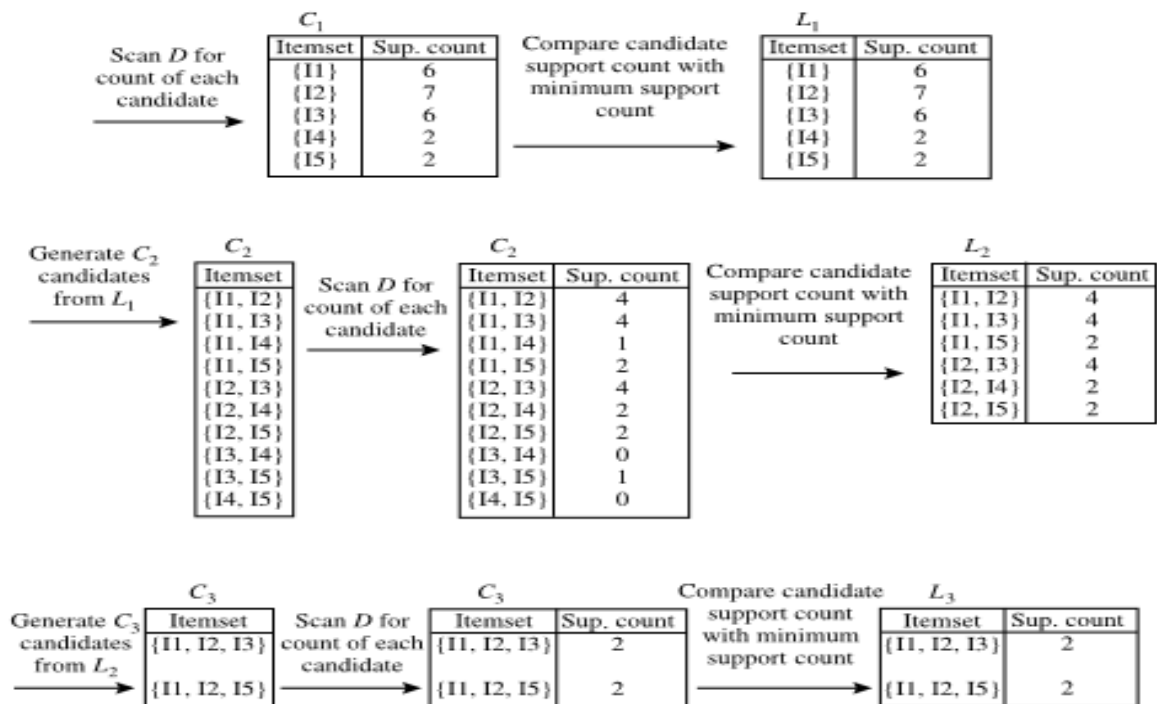 C1
Scan D for
count of each
candidate
Itemset Sup. count
{I1} 6
{I2} 7
{I3} 6
{I4} 2
{I5} 2
Compare candidate
support count with
minimum support
count
L1
Itemset Sup. count
{I1} 6
{I2} 7
{I3} 6
{I4} 2
{I5} 2
Generate C2
candidates
from L1
C2
Itemset
{I1, I2}
{I1, I3}
{I1, I4}
{I1, I5}
{I2, I3}
{I2, I4}
{I2, I5}
{I3, I4}
{I3, I5}
{I4, I5}
Scan D for
count of each
candidate
C2
Itemset Sup. count
{I1, I2} 4
{I1, I3} 4
{I1, I4} 1
{I1, I5} 2
{I2, I3} 4
{I2, I4} 2
{I2, I5} 2
{I3, I4} 0
{I3, I5} 1
{I4, I5} 0
Compare candidate
support count with
minimum support
count
L2
Itemset Sup. count
{I1, I2} 4
{I1, I3} 4
{I1, I5} 2
{I2, I3} 4
{I2, I4} 2
{I2, I5} 2
Generate C3
candidates
from L2
C3
Itemset
{I1, I2, I3}
{I1, I2, I5}
Scan D for
count of each
candidate
C3
Itemset Sup. count
{I1, I2, I3} 2
{I1, I2, I5} 2
Compare candidate
support count
with minimum
support count
L3
Itemset Sup. count
{I1, I2, I3} 2
{I1, I2, I5} 2